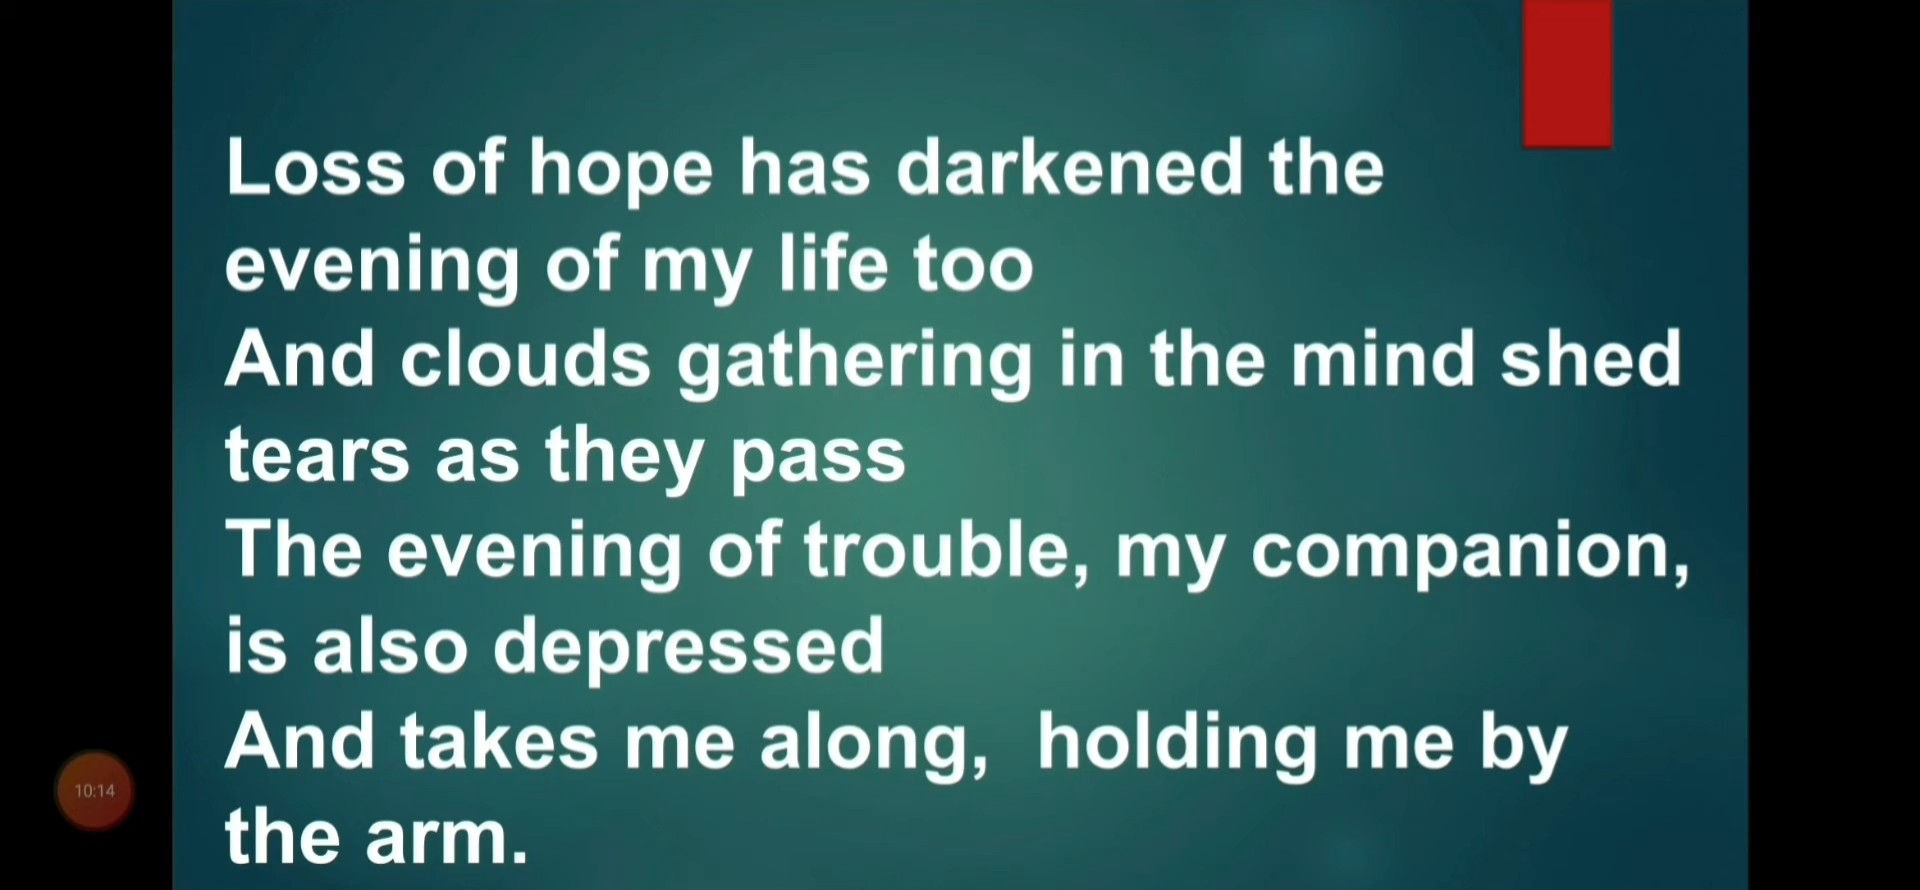 Loss of hope has darkened the
evening of my life too
And clouds gathering in the mind shed
tears as they pass
The evening of trouble, my companion,
is also depressed
And takes me along,  holding me by
the arm.
10:14